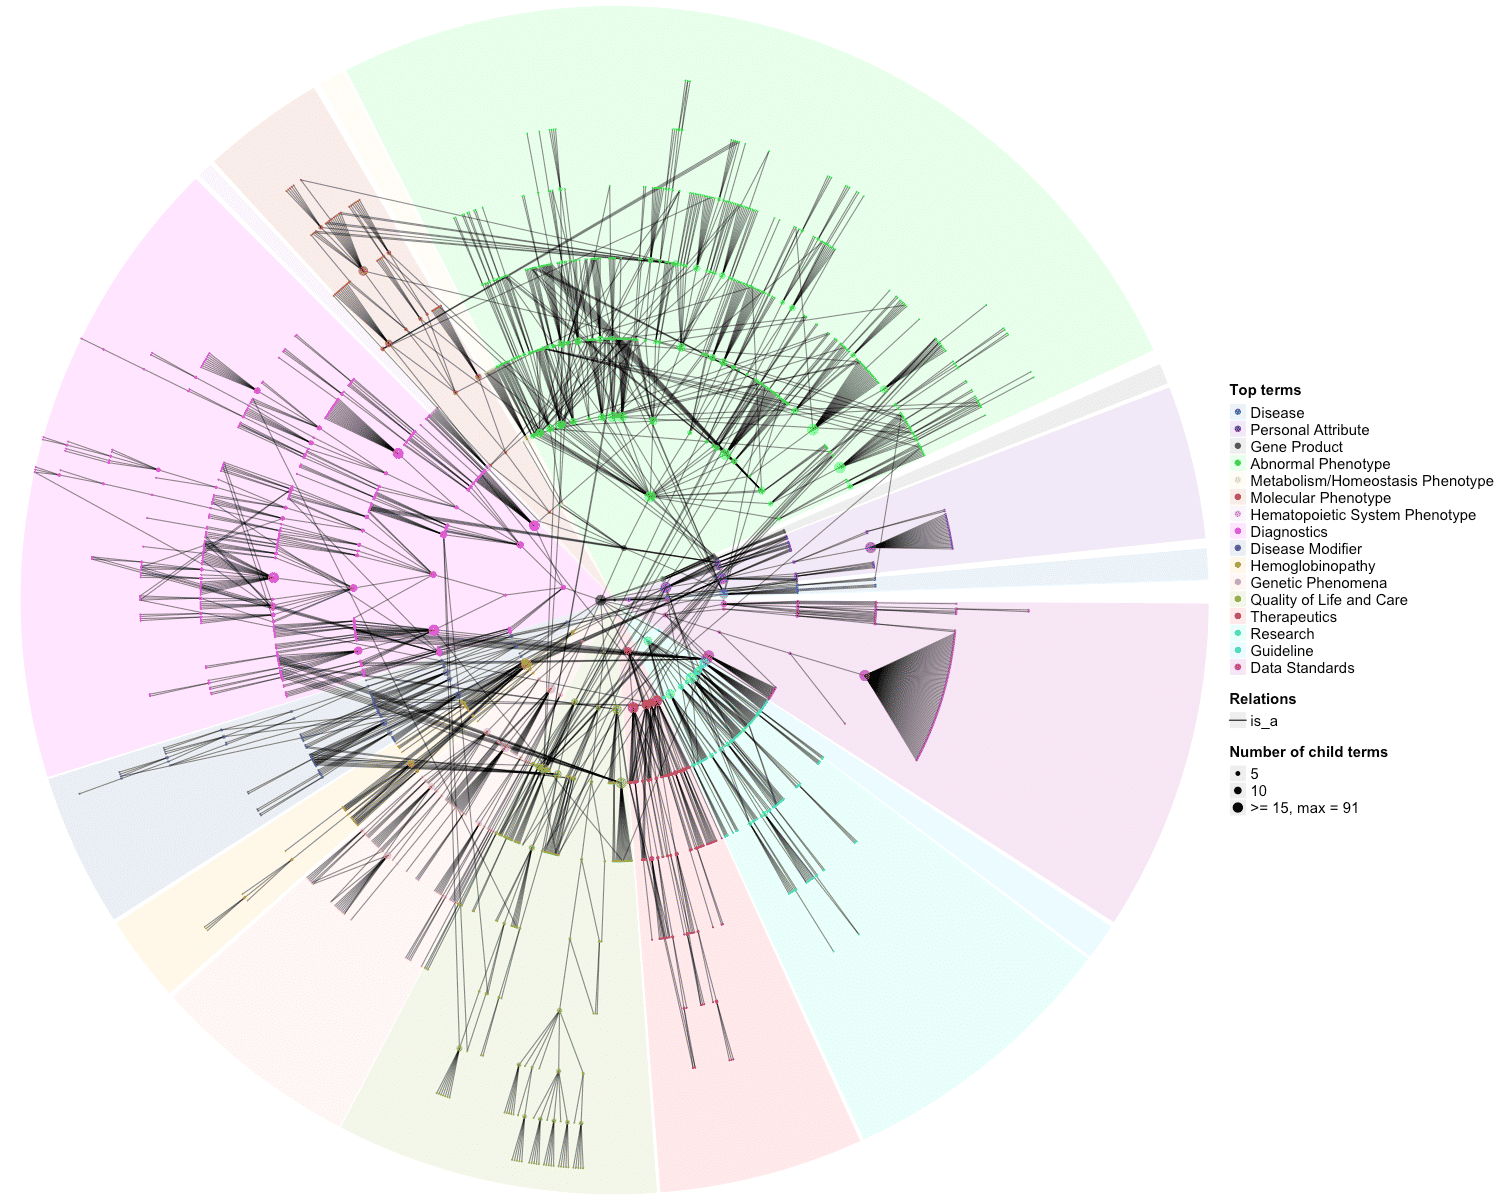 Top terms
Disease
Personal Attribute
Gene Product
Abnormal Phenotype
Metabolism/Homeostasis Phenotype
Molecular Phenotype
Hematopoietic System Phenotype
Diagnostics
Disease Modifier
Hemoglobinopathy
Genetic Phenomena
Quality of Life and Care
Therapeutics
Research
Guideline
Data Standards
Relations
is_a
Number of child terms
5
10
>= 15, max = 91